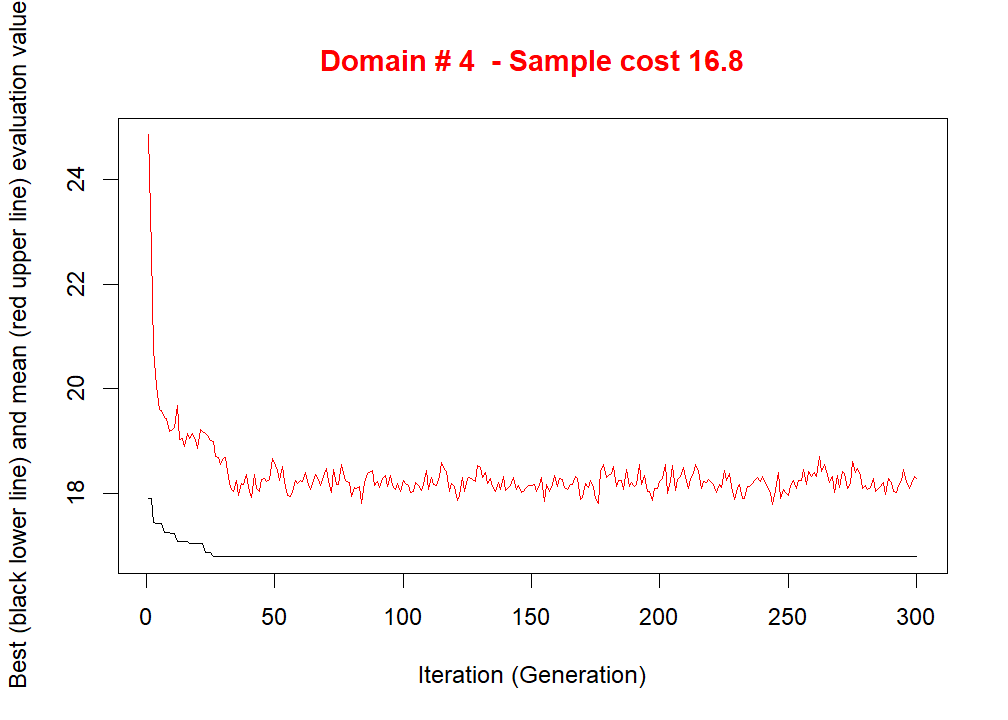 Domain # 4  - Sample cost 16.8
Best (black lower line) and mean (red upper line) evaluation value
24
22
20
18
0 50 100 150 200 250 300
Iteration (Generation)